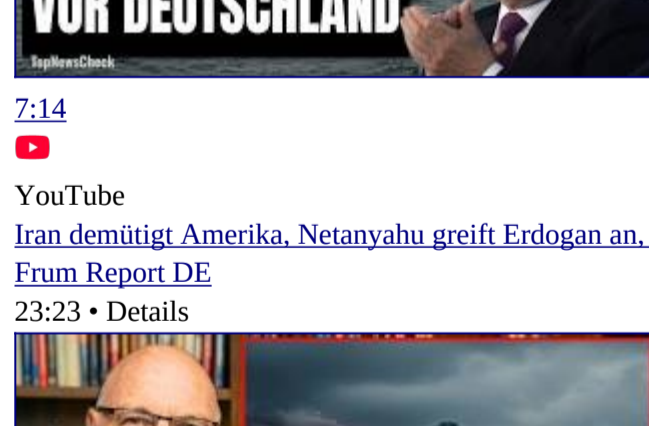 VOR DEUTSCHLAND
TopNewsCheck
7:14
YouTube
Iran demütigt Amerika, Netanyahu greift Erdogan an,
Frum Report DE
23:23 • Details